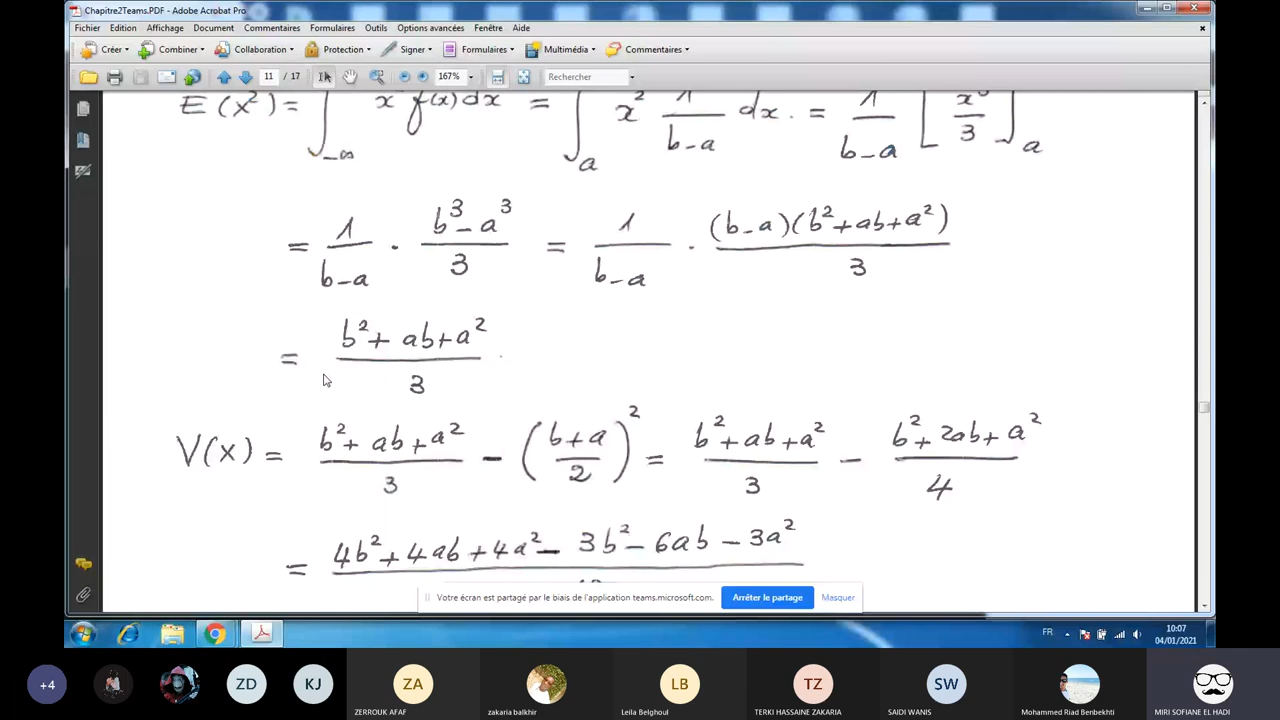 Chapitre2Teams.PDF - Adobe Acrobat Pro
Fichier Edition Affichage Document Commentaires Formulaires Outils Options avancées Fenêtre Aide
Créer Combiner Collaboration Protection Signer Formulaires Multimédia Commentaires
11 / 17 167% Rechercher
E(x²) = ∫_{-∞} x² f(x) dx = ∫_a x² 1/(b-a) dx. = 1/(b-a) [x³/3]_a
= 1/(b-a) · (b³-a³)/3 = 1/(b-a) · (b-a)(b²+ab+a²)/3
= (b²+ab+a²)/3
V(x) = (b²+ab+a²)/3 - ((b+a)/2)² = (b²+ab+a²)/3 - (b²+2ab+a²)/4
= 4b²+4ab+4a²-3b²-6ab-3a²
Votre écran est partagé par le biais de l'application teams.microsoft.com. Arrêter le partage Masquer
FR 10:07
04/01/2021
+4 ZD KJ ZA LB TZ SW
ZERROUK AFAF zakaria balkhir Leila Belghoul TERKI HASSAINE ZAKARIA SAIDI WANIS Mohammed Riad Benbekhti MIRI SOFIANE EL HADI